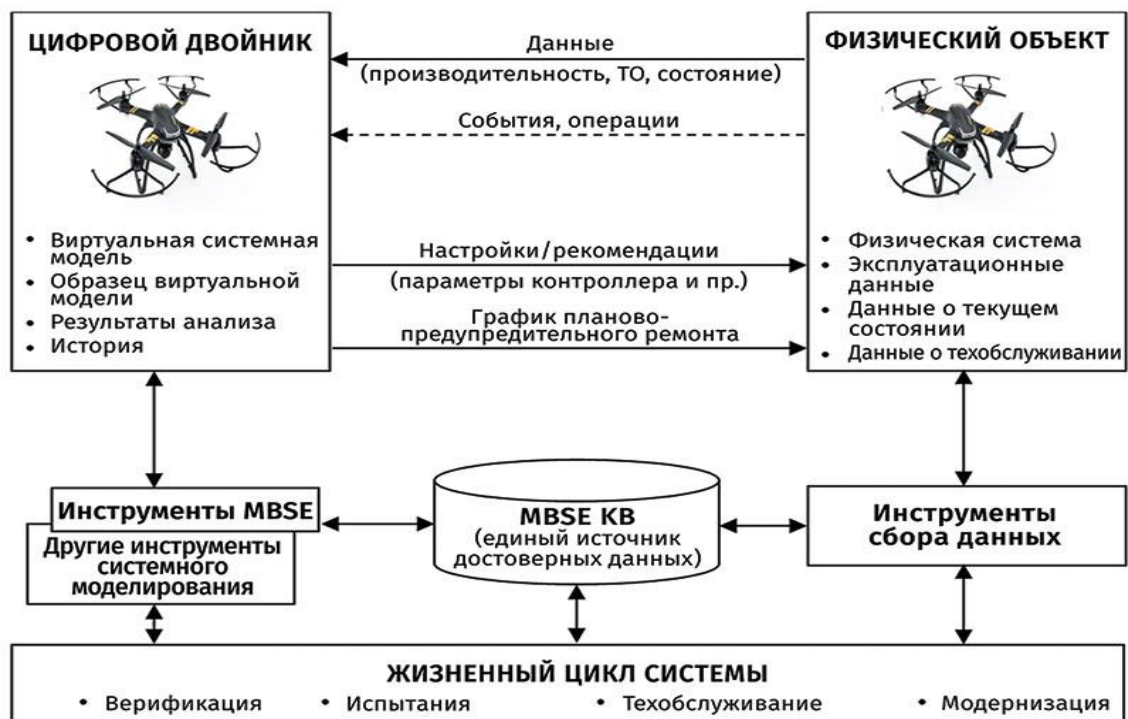 ЦИФРОВОЙ ДВОЙНИК
• Виртуальная системная
модель
• Образец виртуальной
модели
• Результаты анализа
• История
Данные
(производительность, ТО, состояние)
События, операции
Настройки/рекомендации
(параметры контроллера и пр.)
График планово-
предупредительного ремонта
ФИЗИЧЕСКИЙ ОБЪЕКТ
• Физическая система
• Эксплуатационные
данные
• Данные о текущем
состоянии
• Данные о техобслуживании
Инструменты MBSE
Другие инструменты
системного
моделирования
MBSE KB
(единый источник
достоверных данных)
Инструменты
сбора данных
ЖИЗНЕННЫЙ ЦИКЛ СИСТЕМЫ
• Верификация • Испытания • Техобслуживание • Модернизация